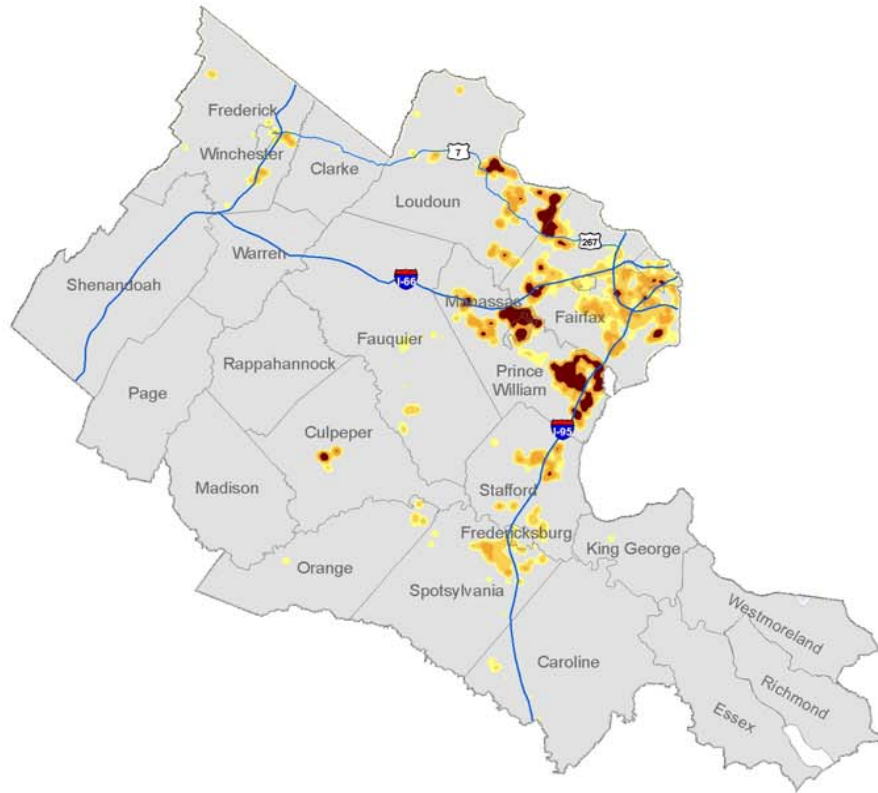 Frederick
Winchester
Clarke
7
Loudoun
267
Warren
Shenandoah
I-66
Manassas
Fairfax
Fauquier
Rappahannock
Prince
William
Page
Culpeper
I-95
Madison
Stafford
Fredericksburg
King George
Orange
Spotsylvania
Westmoreland
Caroline
Richmond
Essex